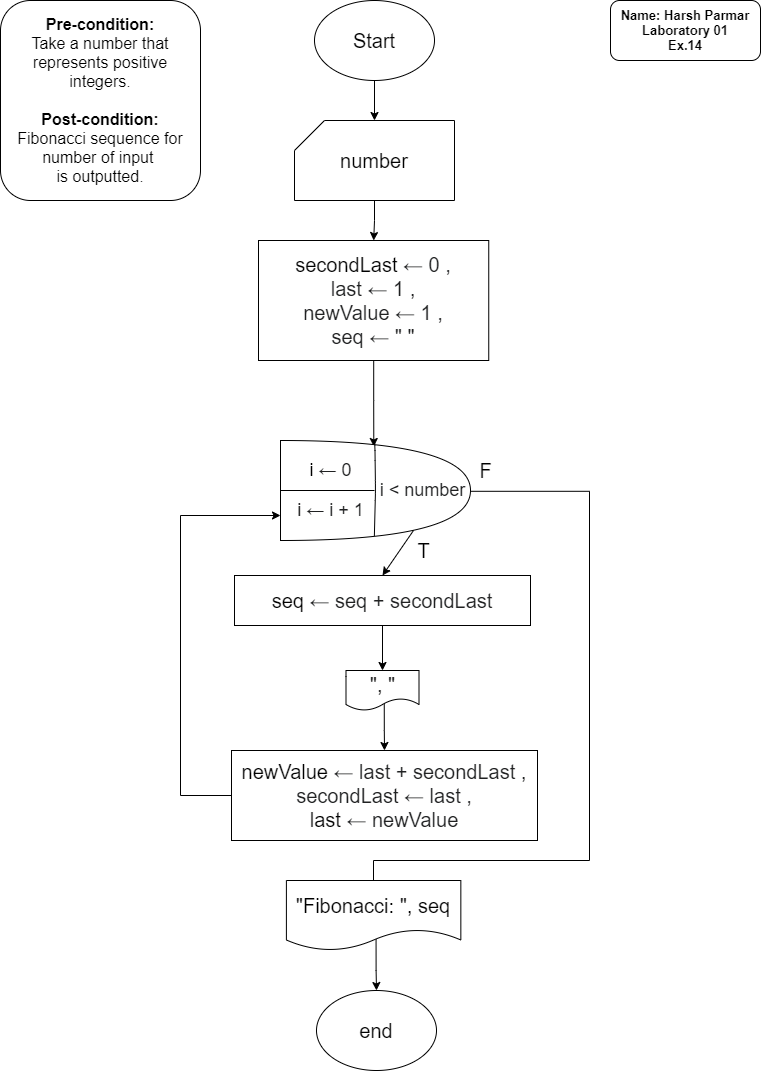 Pre-condition:
Take a number that
represents positive
integers.
Post-condition:
Fibonacci sequence for
number of input
is outputted.
Start
Name: Harsh Parmar
Laboratory 01
Ex.14
number
secondLast ← 0 ,
last ← 1 ,
newValue ← 1 ,
seq ← " "
i ← 0
i ← i + 1
i < number
F
T
seq ← seq + secondLast
", "
newValue ← last + secondLast ,
secondLast ← last ,
last ← newValue
"Fibonacci: ", seq
end